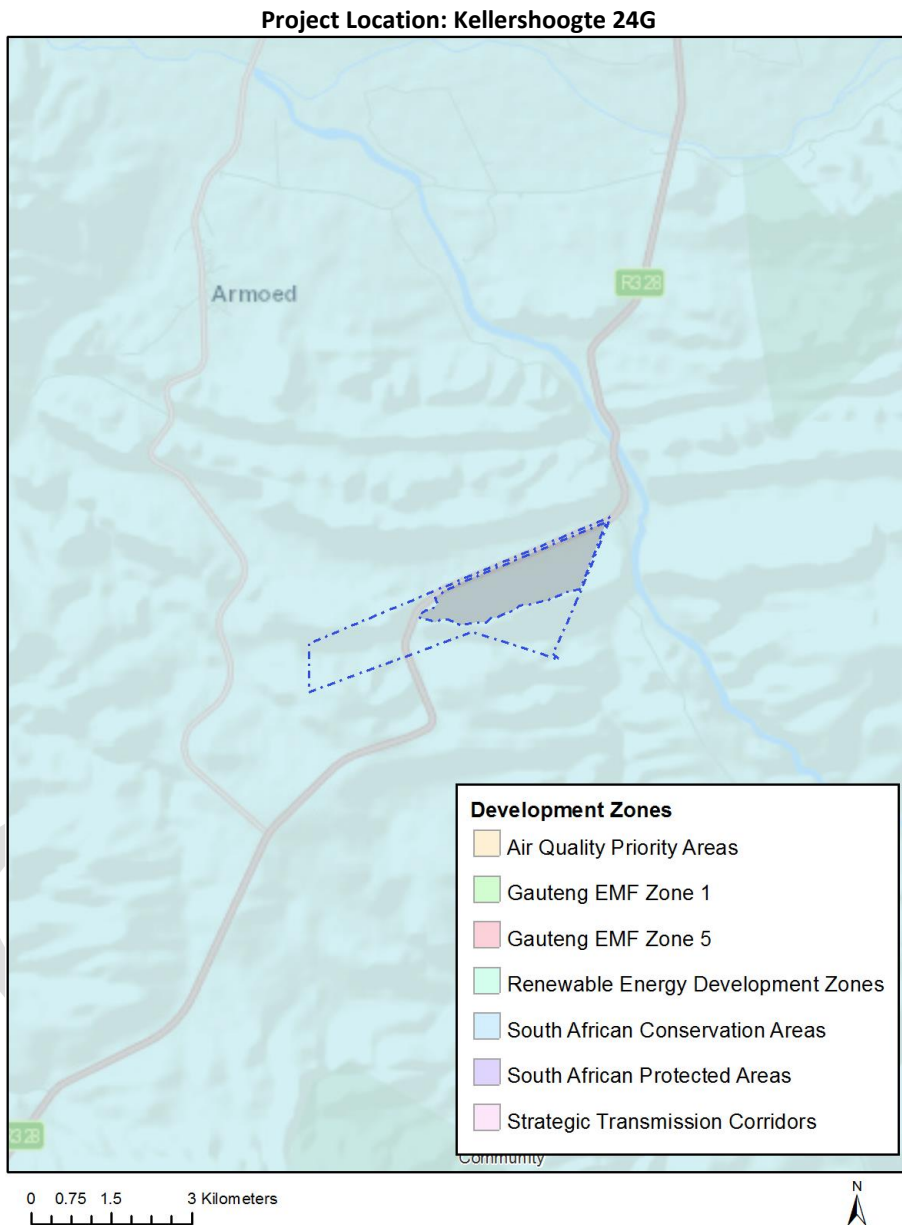 Project Location: Kellershoogte 24G
R328
Armoed
Development Zones
Air Quality Priority Areas
Gauteng EMF Zone 1
Gauteng EMF Zone 5
Renewable Energy Development Zones
South African Conservation Areas
South African Protected Areas
Strategic Transmission Corridors
328
Community
0 0.75 1.5 3 Kilometers
N